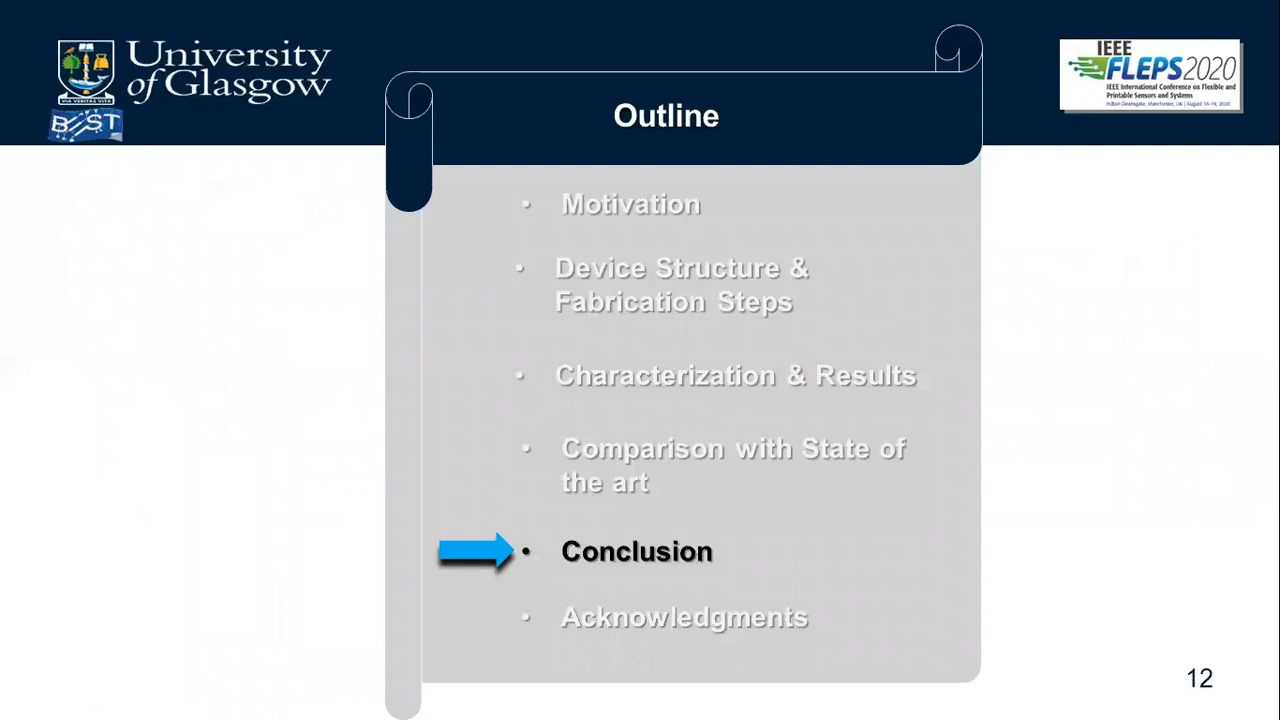 University
of Glasgow
VIA VERITAS VITA
BEST
IEEE
FLEPS2020
IEEE International Conference on Flexible and
Printable Sensors and Systems
Outline
• Motivation
• Device Structure &
Fabrication Steps
• Characterization & Results
• Comparison with State of
the art
• Conclusion
• Acknowledgments
12